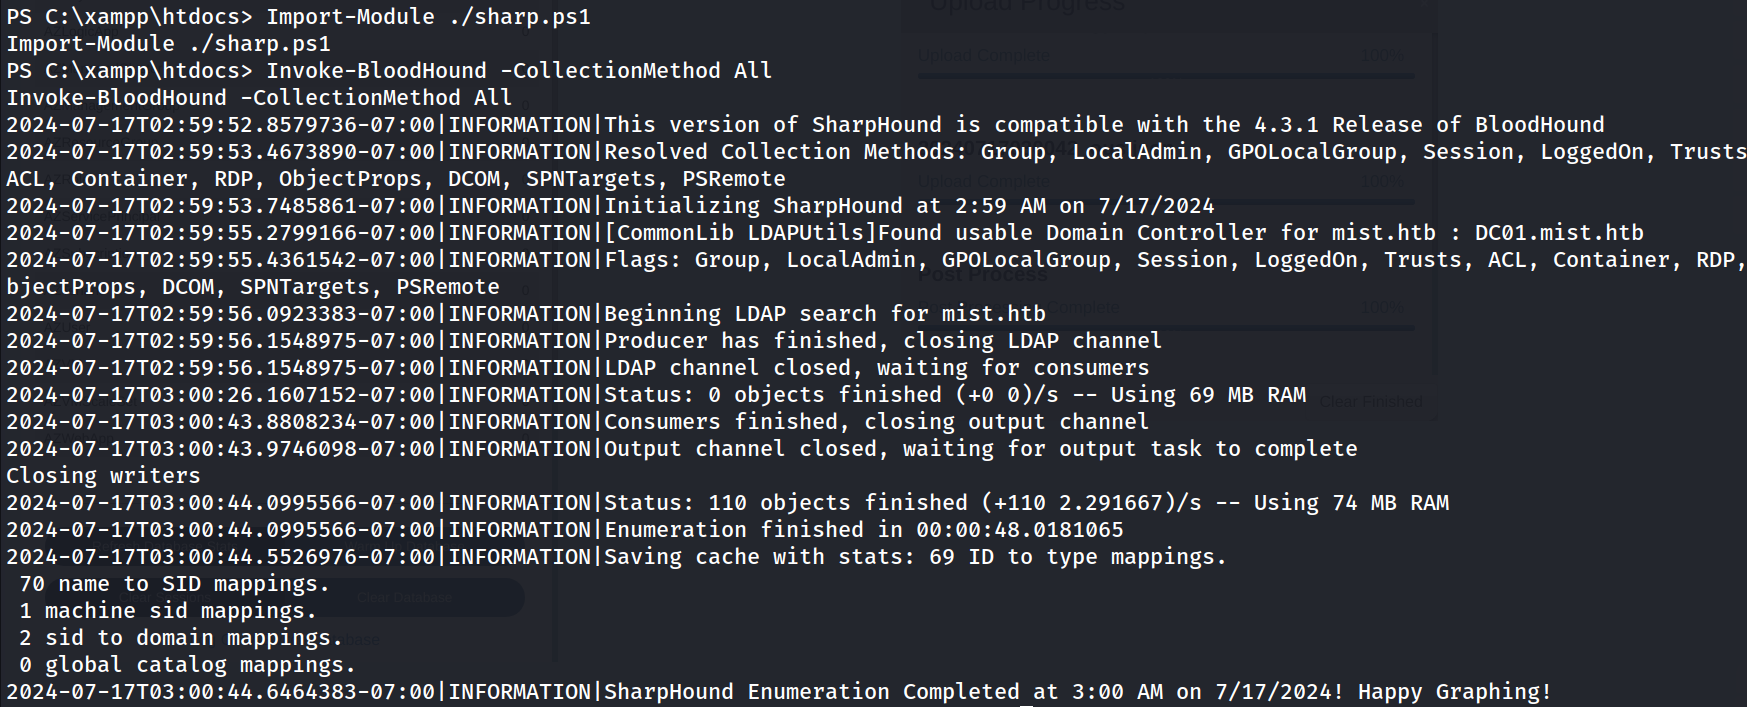 PS C:\xampp\htdocs> Import-Module ./sharp.ps1
Import-Module ./sharp.ps1
PS C:\xampp\htdocs> Invoke-BloodHound -CollectionMethod All
Invoke-BloodHound -CollectionMethod All
2024-07-17T02:59:52.8579736-07:00|INFORMATION|This version of SharpHound is compatible with the 4.3.1 Release of BloodHound
2024-07-17T02:59:53.4673890-07:00|INFORMATION|Resolved Collection Methods: Group, LocalAdmin, GPOLocalGroup, Session, LoggedOn, Trusts
ACL, Container, RDP, ObjectProps, DCOM, SPNTargets, PSRemote
2024-07-17T02:59:53.7485861-07:00|INFORMATION|Initializing SharpHound at 2:59 AM on 7/17/2024
2024-07-17T02:59:55.2799166-07:00|INFORMATION|[CommonLib LDAPUtils]Found usable Domain Controller for mist.htb : DC01.mist.htb
2024-07-17T02:59:55.4361542-07:00|INFORMATION|Flags: Group, LocalAdmin, GPOLocalGroup, Session, LoggedOn, Trusts, ACL, Container, RDP,
bjectProps, DCOM, SPNTargets, PSRemote
2024-07-17T02:59:56.0923383-07:00|INFORMATION|Beginning LDAP search for mist.htb
2024-07-17T02:59:56.1548975-07:00|INFORMATION|Producer has finished, closing LDAP channel
2024-07-17T02:59:56.1548975-07:00|INFORMATION|LDAP channel closed, waiting for consumers
2024-07-17T03:00:26.1607152-07:00|INFORMATION|Status: 0 objects finished (+0 0)/s -- Using 69 MB RAM
2024-07-17T03:00:43.8808234-07:00|INFORMATION|Consumers finished, closing output channel
2024-07-17T03:00:43.9746098-07:00|INFORMATION|Output channel closed, waiting for output task to complete
Closing writers
2024-07-17T03:00:44.0995566-07:00|INFORMATION|Status: 110 objects finished (+110 2.291667)/s -- Using 74 MB RAM
2024-07-17T03:00:44.0995566-07:00|INFORMATION|Enumeration finished in 00:00:48.0181065
2024-07-17T03:00:44.5526976-07:00|INFORMATION|Saving cache with stats: 69 ID to type mappings.
 70 name to SID mappings.
 1 machine sid mappings.
 2 sid to domain mappings.
 0 global catalog mappings.
2024-07-17T03:00:44.6464383-07:00|INFORMATION|SharpHound Enumeration Completed at 3:00 AM on 7/17/2024! Happy Graphing!
Upload Progress
Upload Complete 100%
Upload Complete 100%
Post Process
Complete 100%
Clear Finished
Clear Database